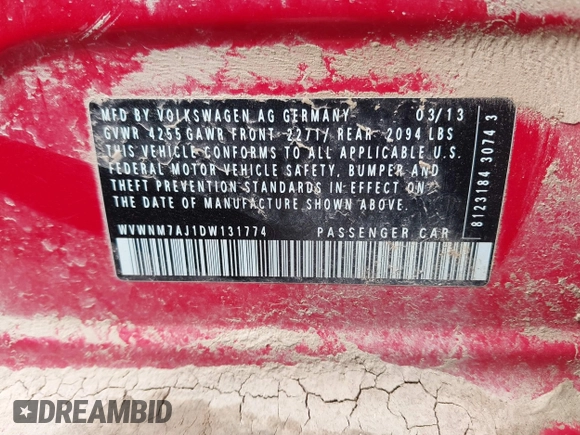 MFD BY VOLKSWAGEN AG GERMANY 03/13
GVWR 4255 GAWR FRONT 2271/ REAR 2094 LBS
THIS VEHICLE CONFORMS TO ALL APPLICABLE U.S.
FEDERAL MOTOR VEHICLE SAFETY, BUMPER AND
THEFT PREVENTION STANDARDS IN EFFECT ON
THE DATE OF MANUFACTURE SHOWN ABOVE.
WVWNM7AJ1DW131774 PASSENGER CAR
8123184 3074 3
DREAMBID